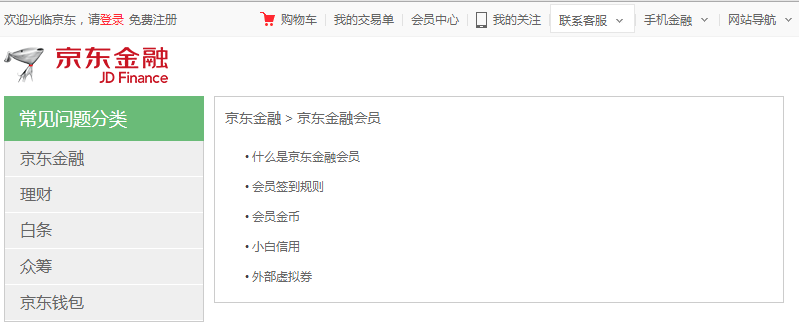 欢迎光临京东，请登录 免费注册 购物车 我的交易单 会员中心 我的关注 联系客服 手机金融 网站导航
京东金融
JD Finance
常见问题分类
京东金融
理财
白条
众筹
京东钱包
京东金融 > 京东金融会员
• 什么是京东金融会员
• 会员签到规则
• 会员金币
• 小白信用
• 外部虚拟券